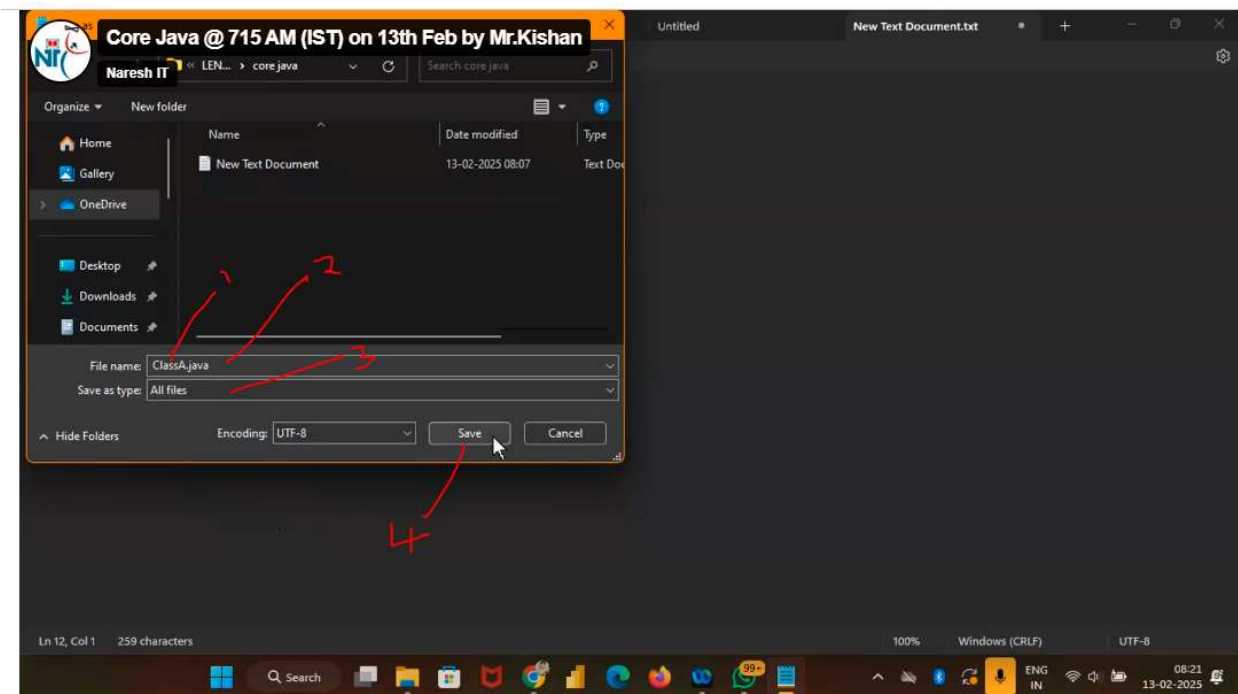 as
Untitled
New Text Document.txt
Core Java @ 715 AM (IST) on 13th Feb by Mr.Kishan
NIT
Naresh IT
« LEN... › core java
Search core java
Organize
New folder
Name
Date modified
Type
Home
New Text Document
13-02-2025 08:07
Text Doc
Gallery
OneDrive
Desktop
1
2
Downloads
Documents
3
File name: ClassA.java
Save as type: All files
Hide Folders
Encoding: UTF-8
Save
Cancel
4
Ln 12, Col 1
259 characters
100%
Windows (CRLF)
UTF-8
Search
99+
ENG
IN
08:21
13-02-2025